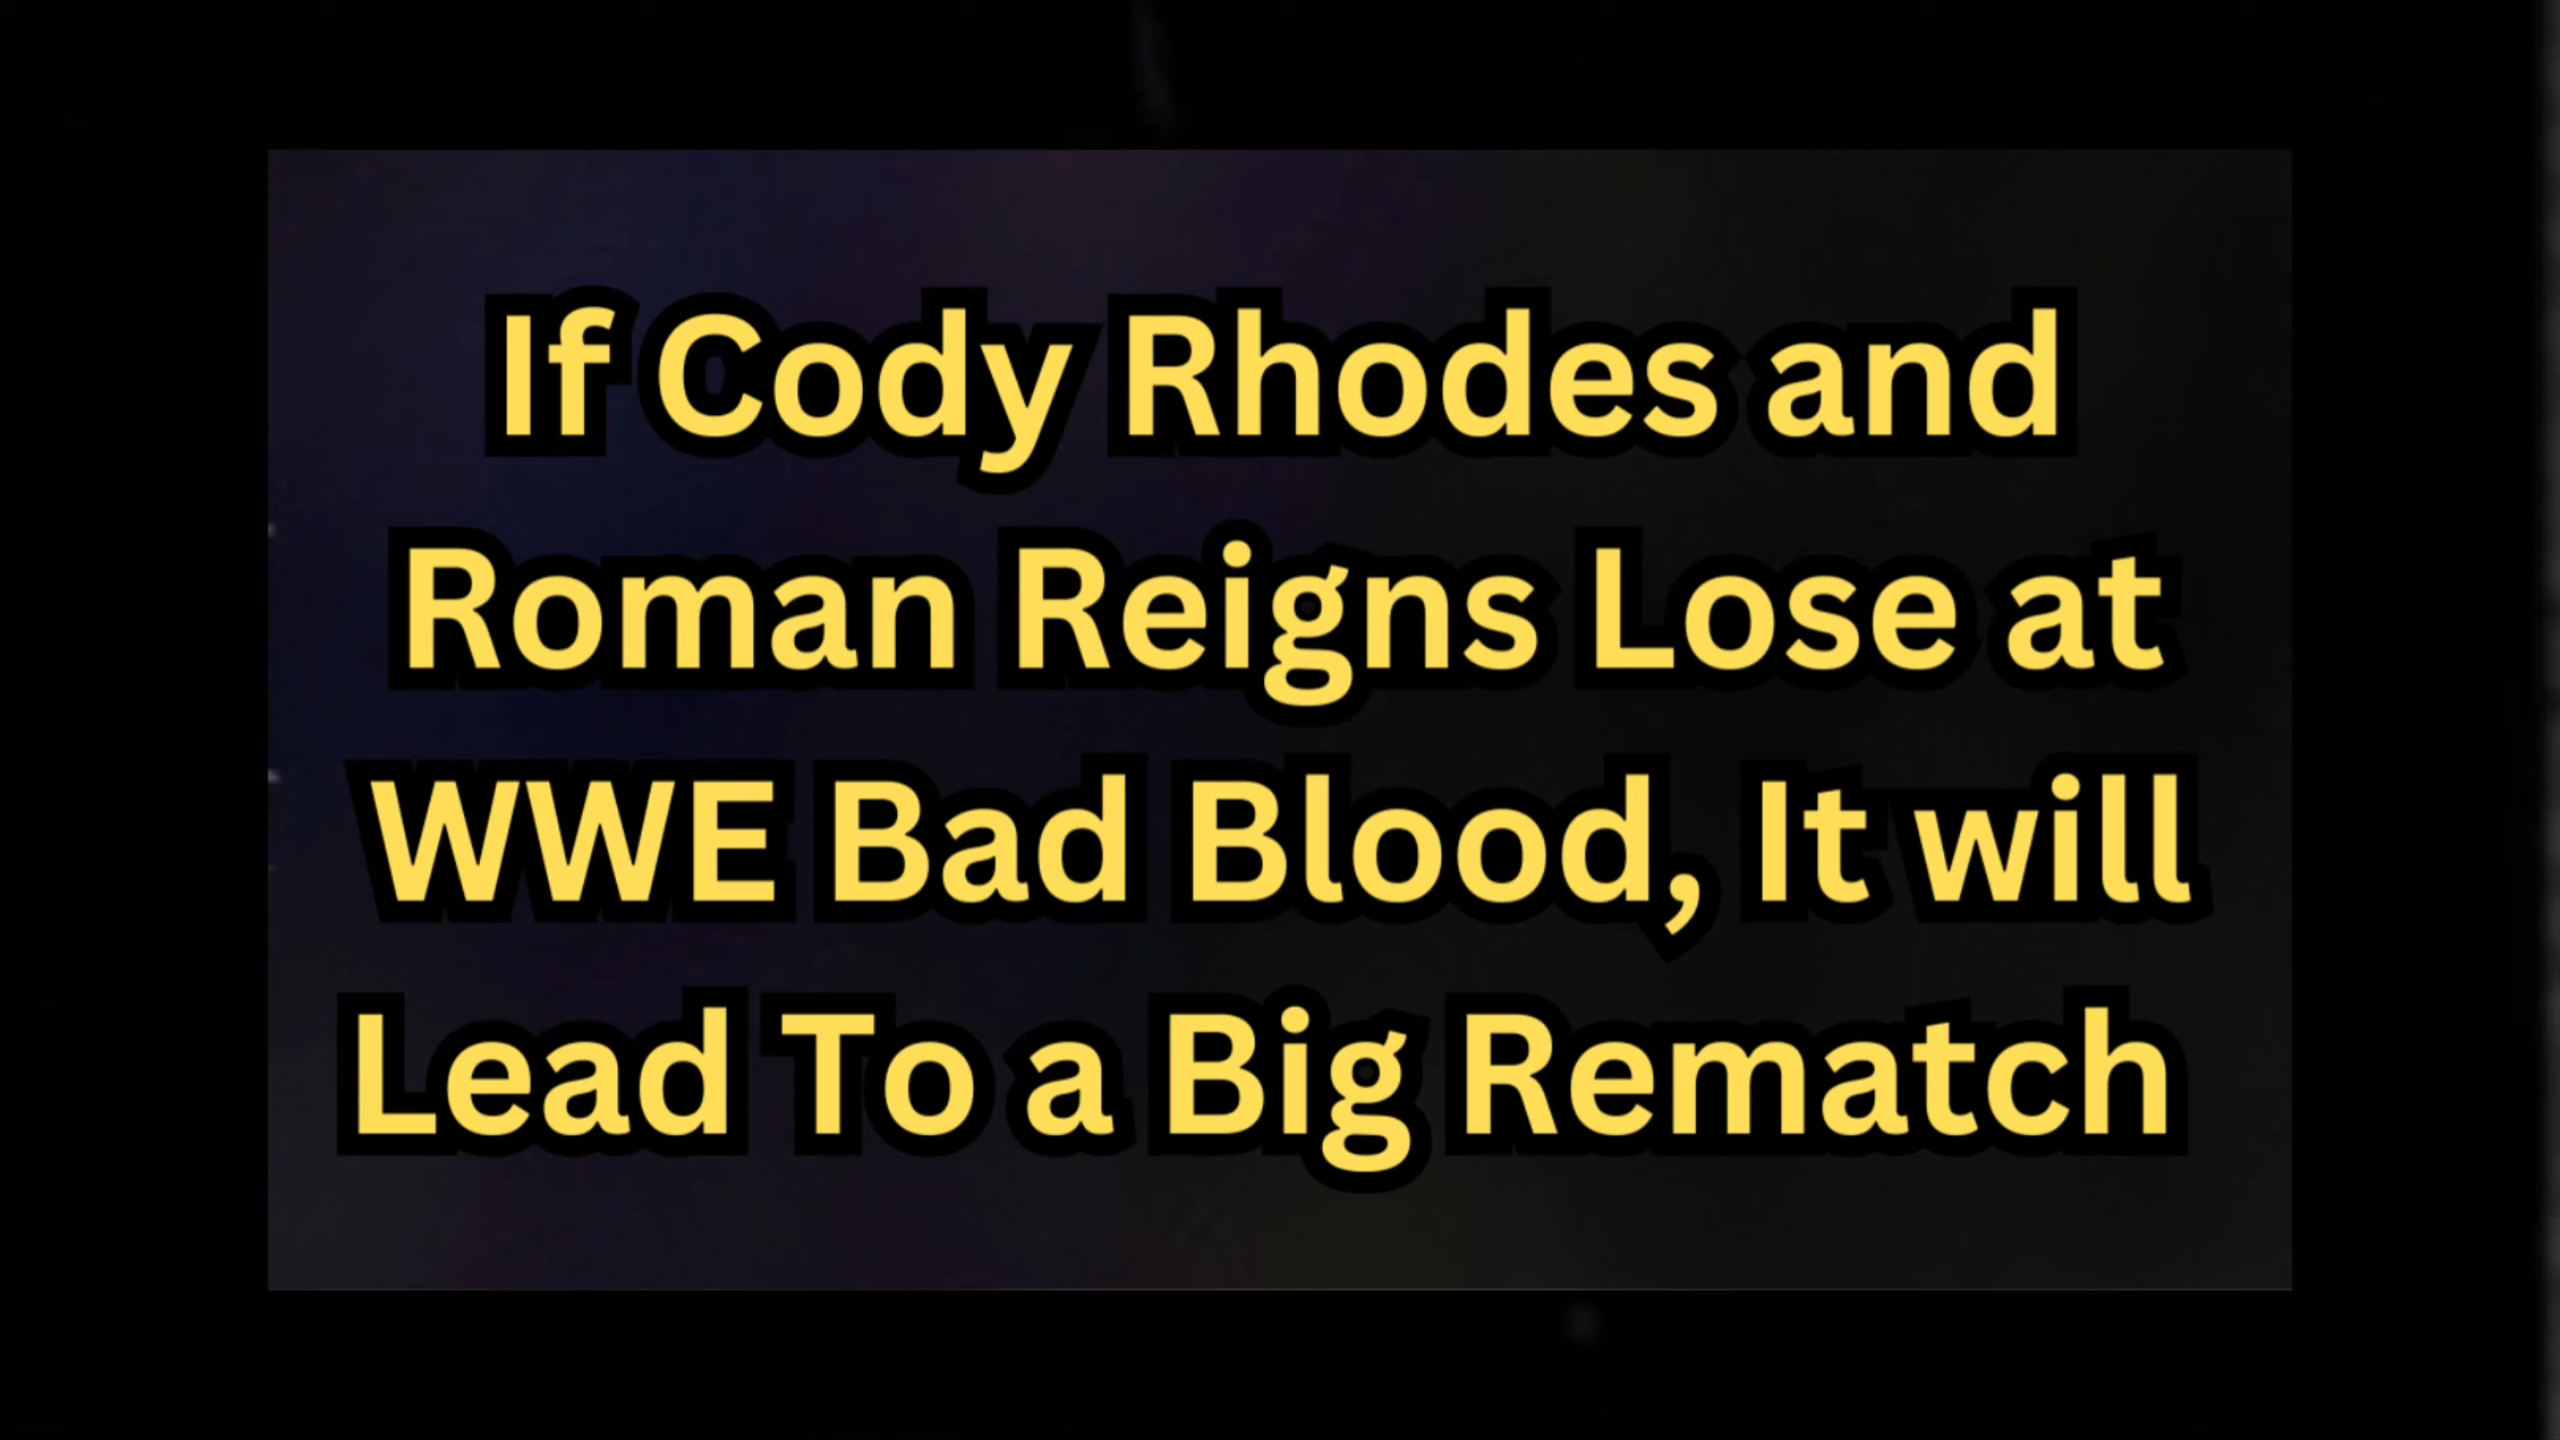 If Cody Rhodes and
Roman Reigns Lose at
WWE Bad Blood, It will
Lead To a Big Rematch